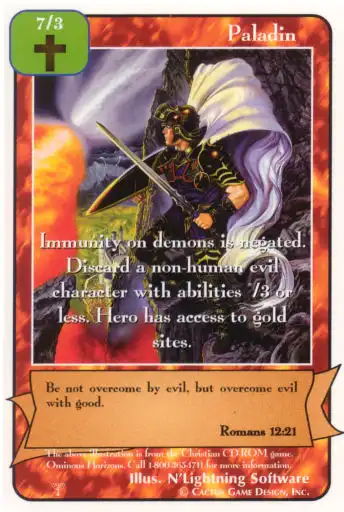 7/3
Paladin
Immunity on demons is negated.
Discard a non-human evil
character with abilities */3 or
less. Hero has access to gold
sites.
Be not overcome by evil, but overcome evil
with good.
Romans 12:21
The above illustration is from the Christian CD-ROM game.
Ominous Horizons. Call 1-800-365-1711 for more information.
Illus. N'Lightning Software
© CACTUS GAME DESIGN, INC.